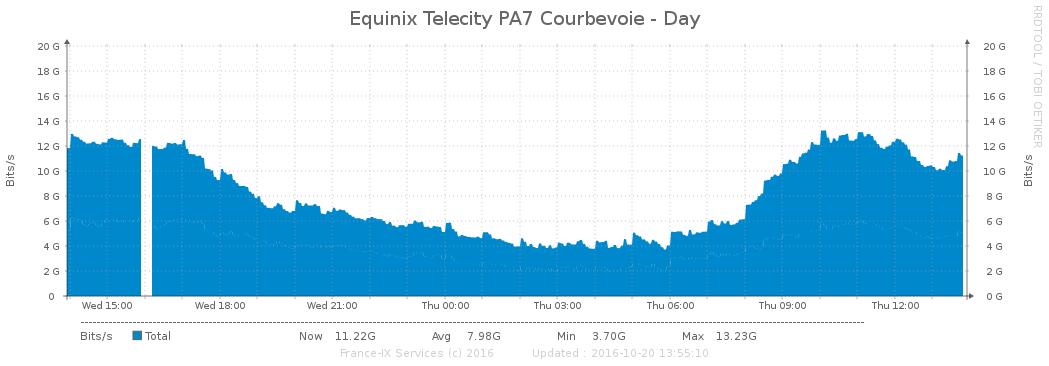 Equinix Telecity PA7 Courbevoie - Day
RRDTOOL / TOBI OETIKER
Bits/s
20 G 20 G
18 G 18 G
16 G 16 G
14 G 14 G
12 G 12 G
10 G 10 G
8 G 8 G
6 G 6 G
4 G 4 G
2 G 2 G
0 0 G
Bits/s
Wed 15:00 Wed 18:00 Wed 21:00 Thu 00:00 Thu 03:00 Thu 06:00 Thu 09:00 Thu 12:00
Bits/s Total Now 11.22G Avg 7.98G Min 3.70G Max 13.23G
France-IX Services (c) 2016 Updated : 2016-10-20 13:55:10